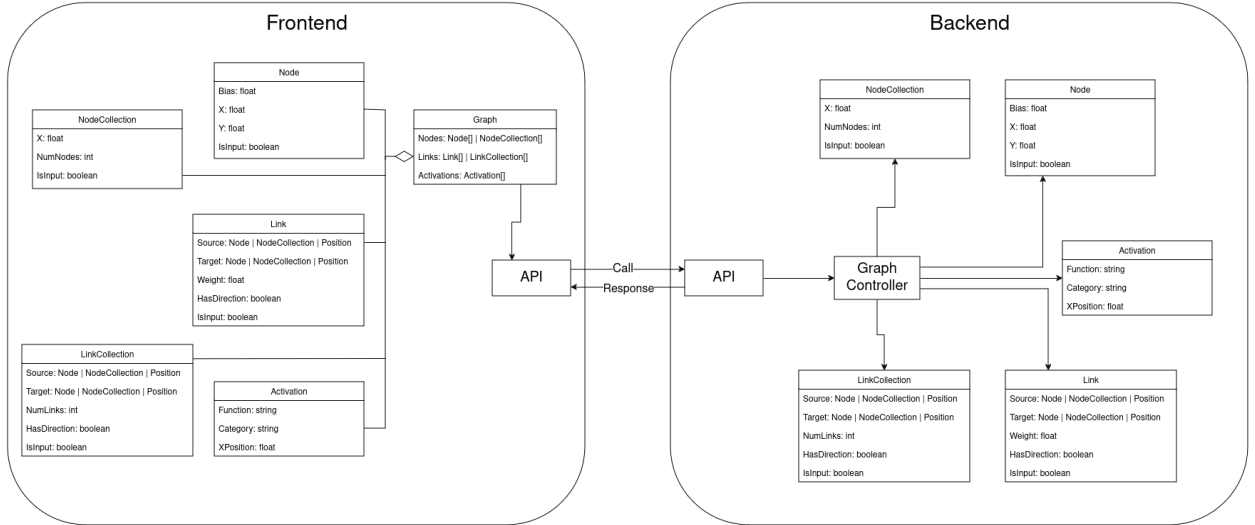 Frontend
Node
Bias: float
X: float
Y: float
IsInput: boolean
NodeCollection
X: float
NumNodes: int
IsInput: boolean
Graph
Nodes: Node[] | NodeCollection[]
Links: Link[] | LinkCollection[]
Activations: Activation[]
Link
Source: Node | NodeCollection | Position
Target: Node | NodeCollection | Position
Weight: float
HasDirection: boolean
IsInput: boolean
API
LinkCollection
Source: Node | NodeCollection | Position
Target: Node | NodeCollection | Position
NumLinks: int
HasDirection: boolean
IsInput: boolean
Activation
Function: string
Category: string
XPosition: float
Call
Response
Backend
NodeCollection
X: float
NumNodes: int
IsInput: boolean
Node
Bias: float
X: float
Y: float
IsInput: boolean
API
Graph
Controller
Activation
Function: string
Category: string
XPosition: float
LinkCollection
Source: Node | NodeCollection | Position
Target: Node | NodeCollection | Position
NumLinks: int
HasDirection: boolean
IsInput: boolean
Link
Source: Node | NodeCollection | Position
Target: Node | NodeCollection | Position
Weight: float
HasDirection: boolean
IsInput: boolean